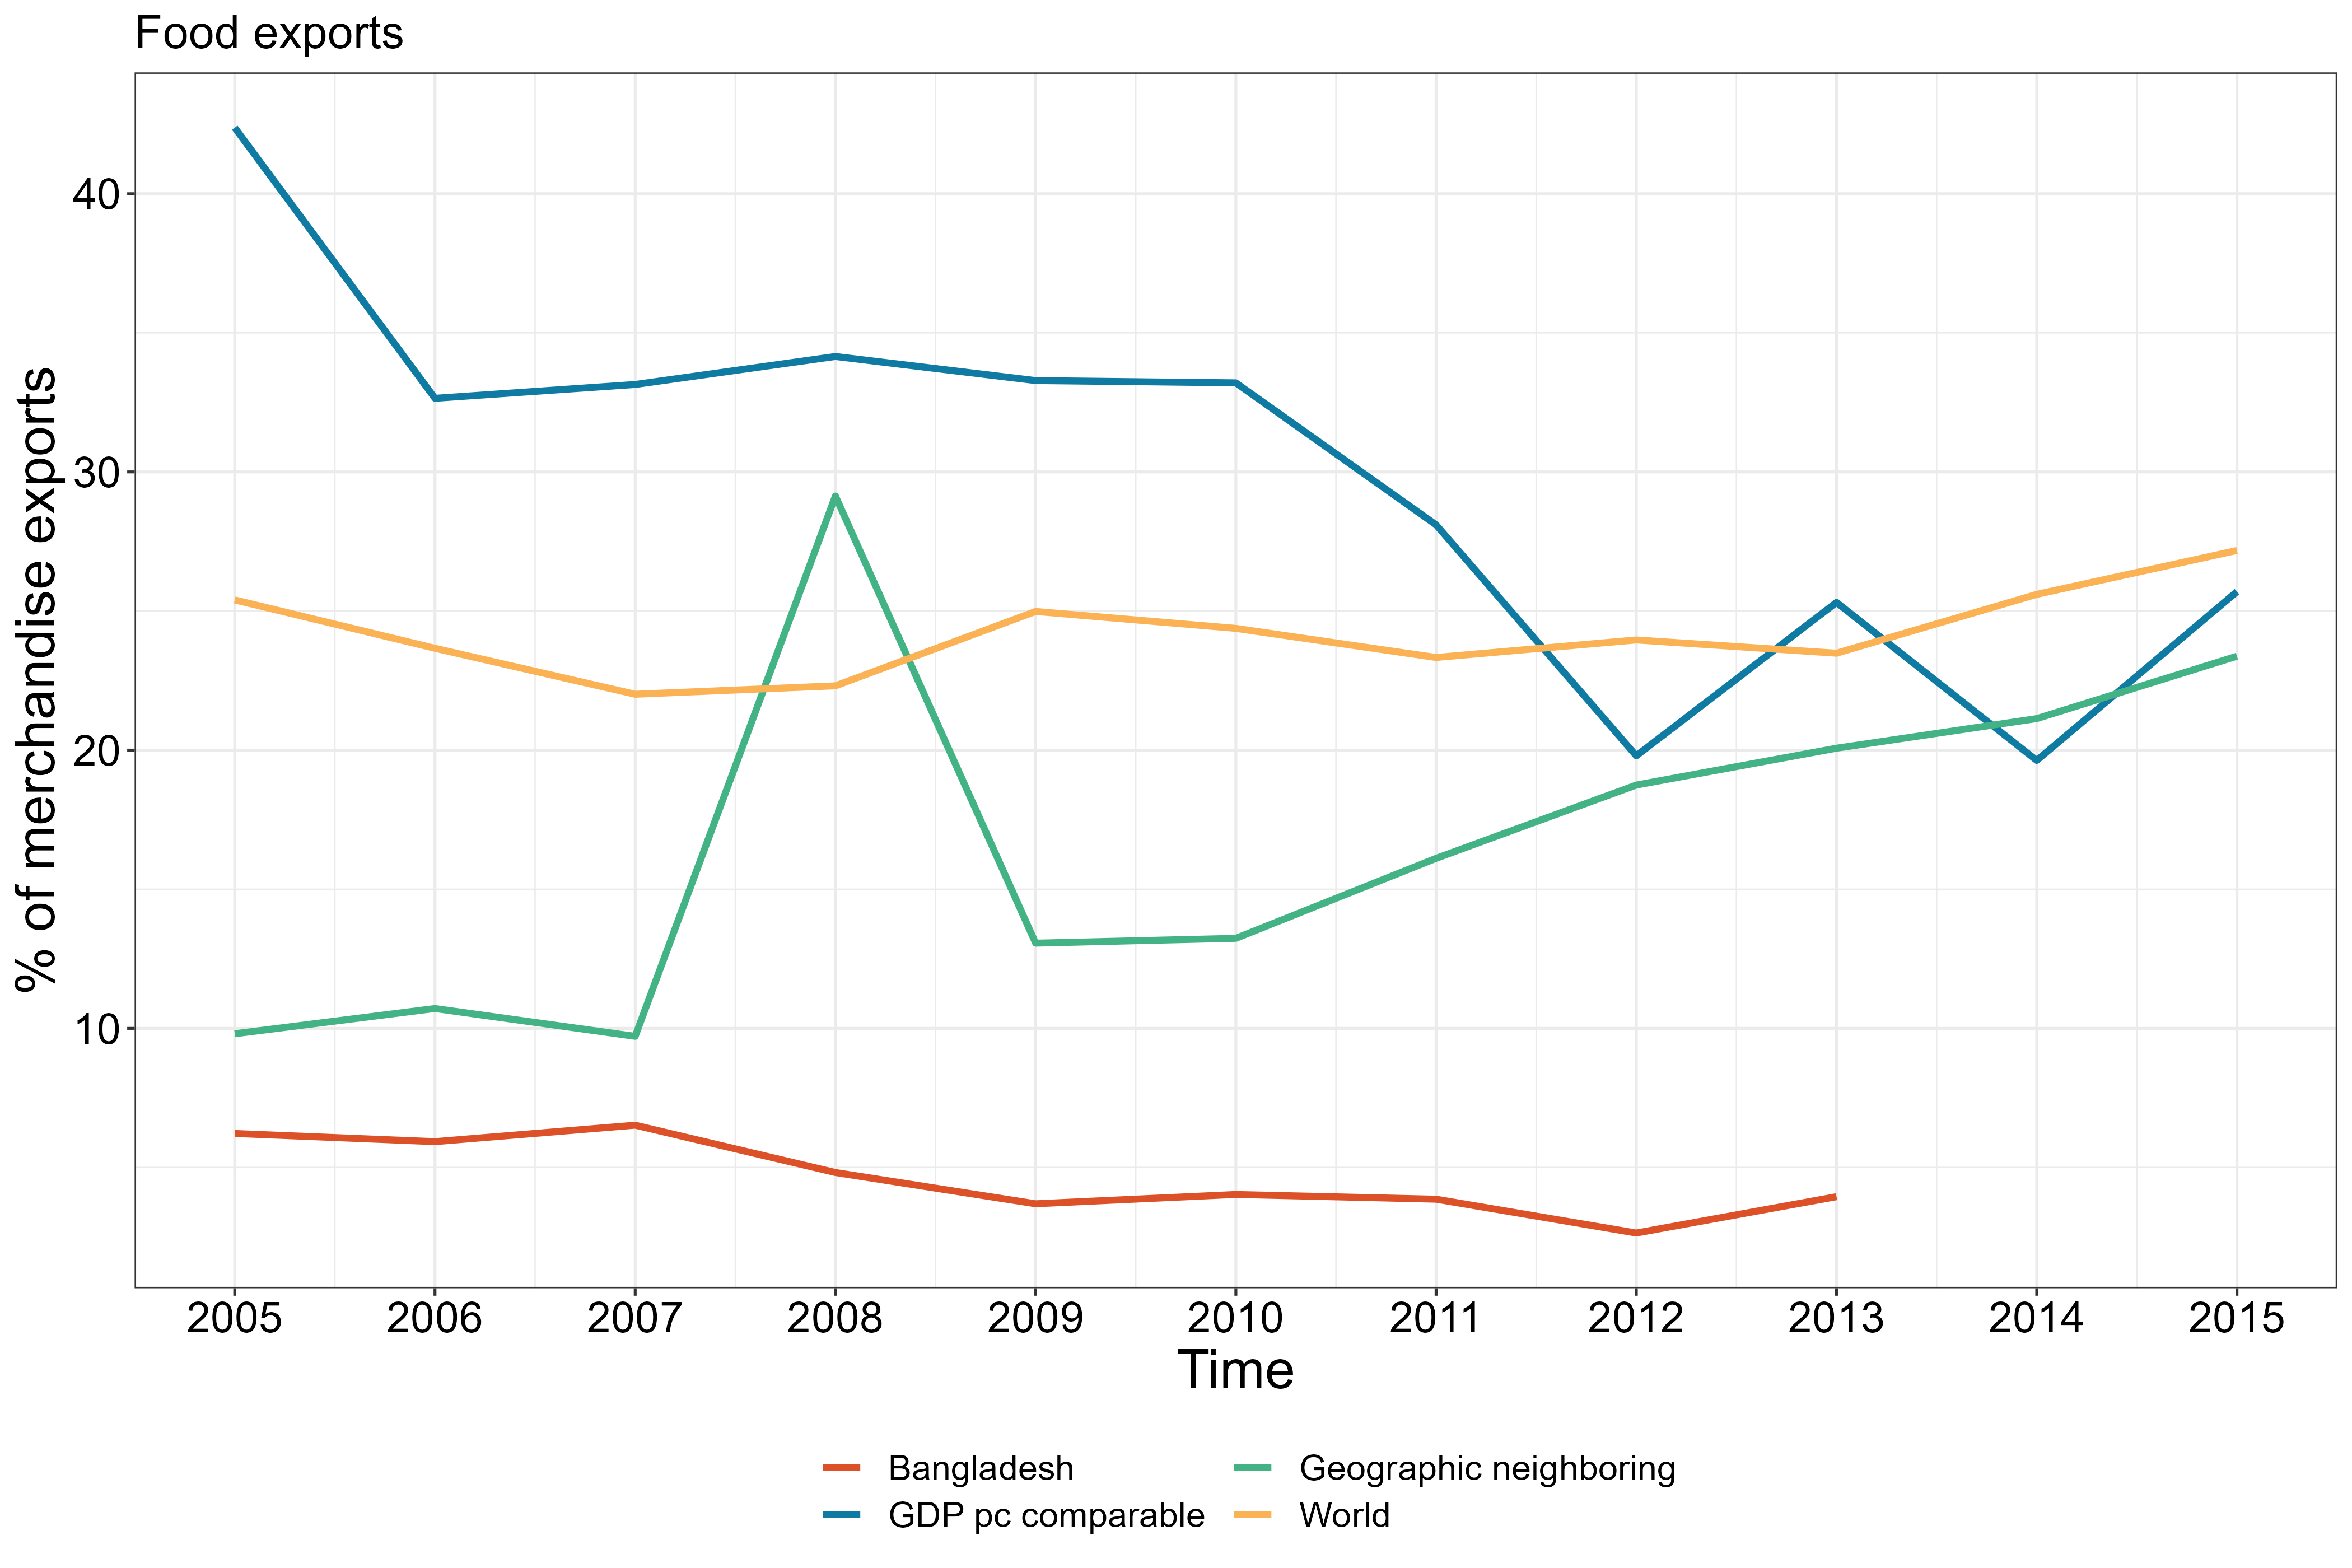 Food exports
% of merchandise exports
40
30
20
10
2005 2006 2007 2008 2009 2010 2011 2012 2013 2014 2015
Time
Bangladesh Geographic neighboring
GDP pc comparable World